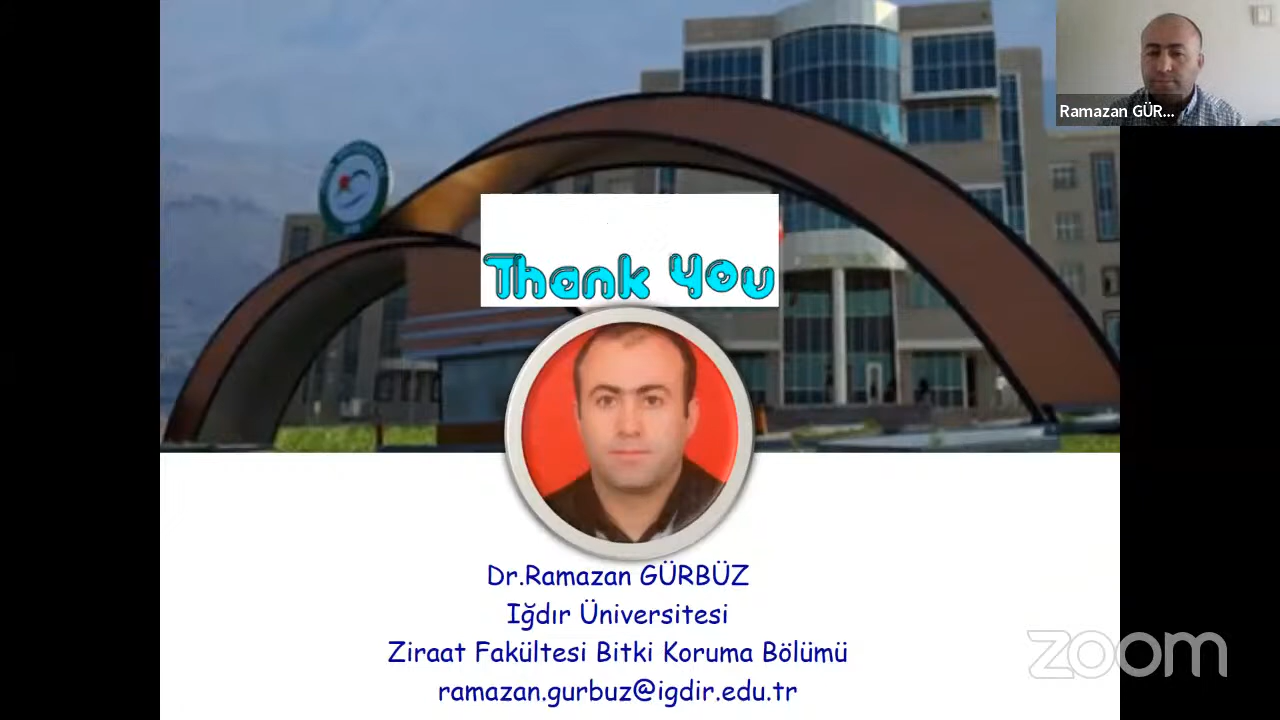 Ramazan GÜR...
Thank You
Dr.Ramazan GÜRBÜZ
Iğdır Üniversitesi
Ziraat Fakültesi Bitki Koruma Bölümü
ramazan.gurbuz@igdir.edu.tr
zoom